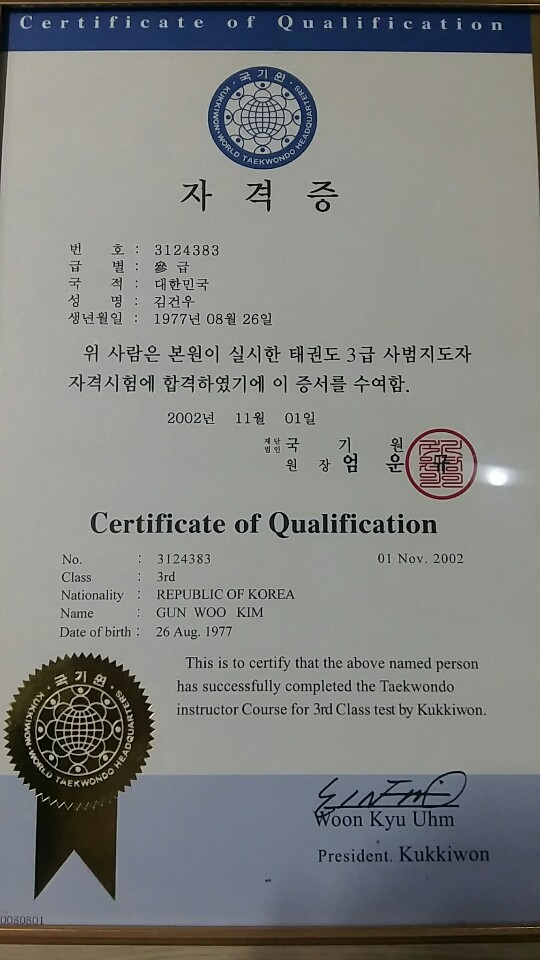 Certificate of Qualification
국기원
KUKKIWON·WORLD TAEKWONDO HEADQUARTERS
자 격 증
번 호 : 3124383
급 별 : 參 급
국 적 : 대한민국
성 명 : 김건우
생년월일 : 1977년 08월 26일
위 사람은 본원이 실시한 태권도 3급 사범지도자
자격시험에 합격하였기에 이 증서를 수여함.
2002년 11월 01일
재단법인 국 기 원
원 장 엄 운 규
Certificate of Qualification
No. : 3124383 01 Nov. 2002
Class : 3rd
Nationality : REPUBLIC OF KOREA
Name : GUN WOO KIM
Date of birth : 26 Aug. 1977
This is to certify that the above named person
has successfully completed the Taekwondo
instructor Course for 3rd Class test by Kukkiwon.
국기원
KUKKIWON·WORLD TAEKWONDO HEADQUARTERS
Woon Kyu Uhm
President. Kukkiwon
0080801